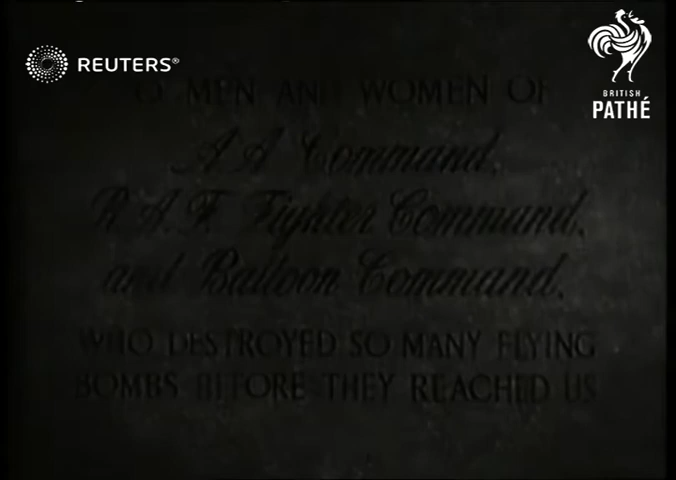 REUTERS®
BRITISH
PATHÉ
TO MEN AND WOMEN OF
A.A. Command,
R.A.F. Fighter Command,
and Balloon Command,
WHO DESTROYED SO MANY FLYING
BOMBS BEFORE THEY REACHED US